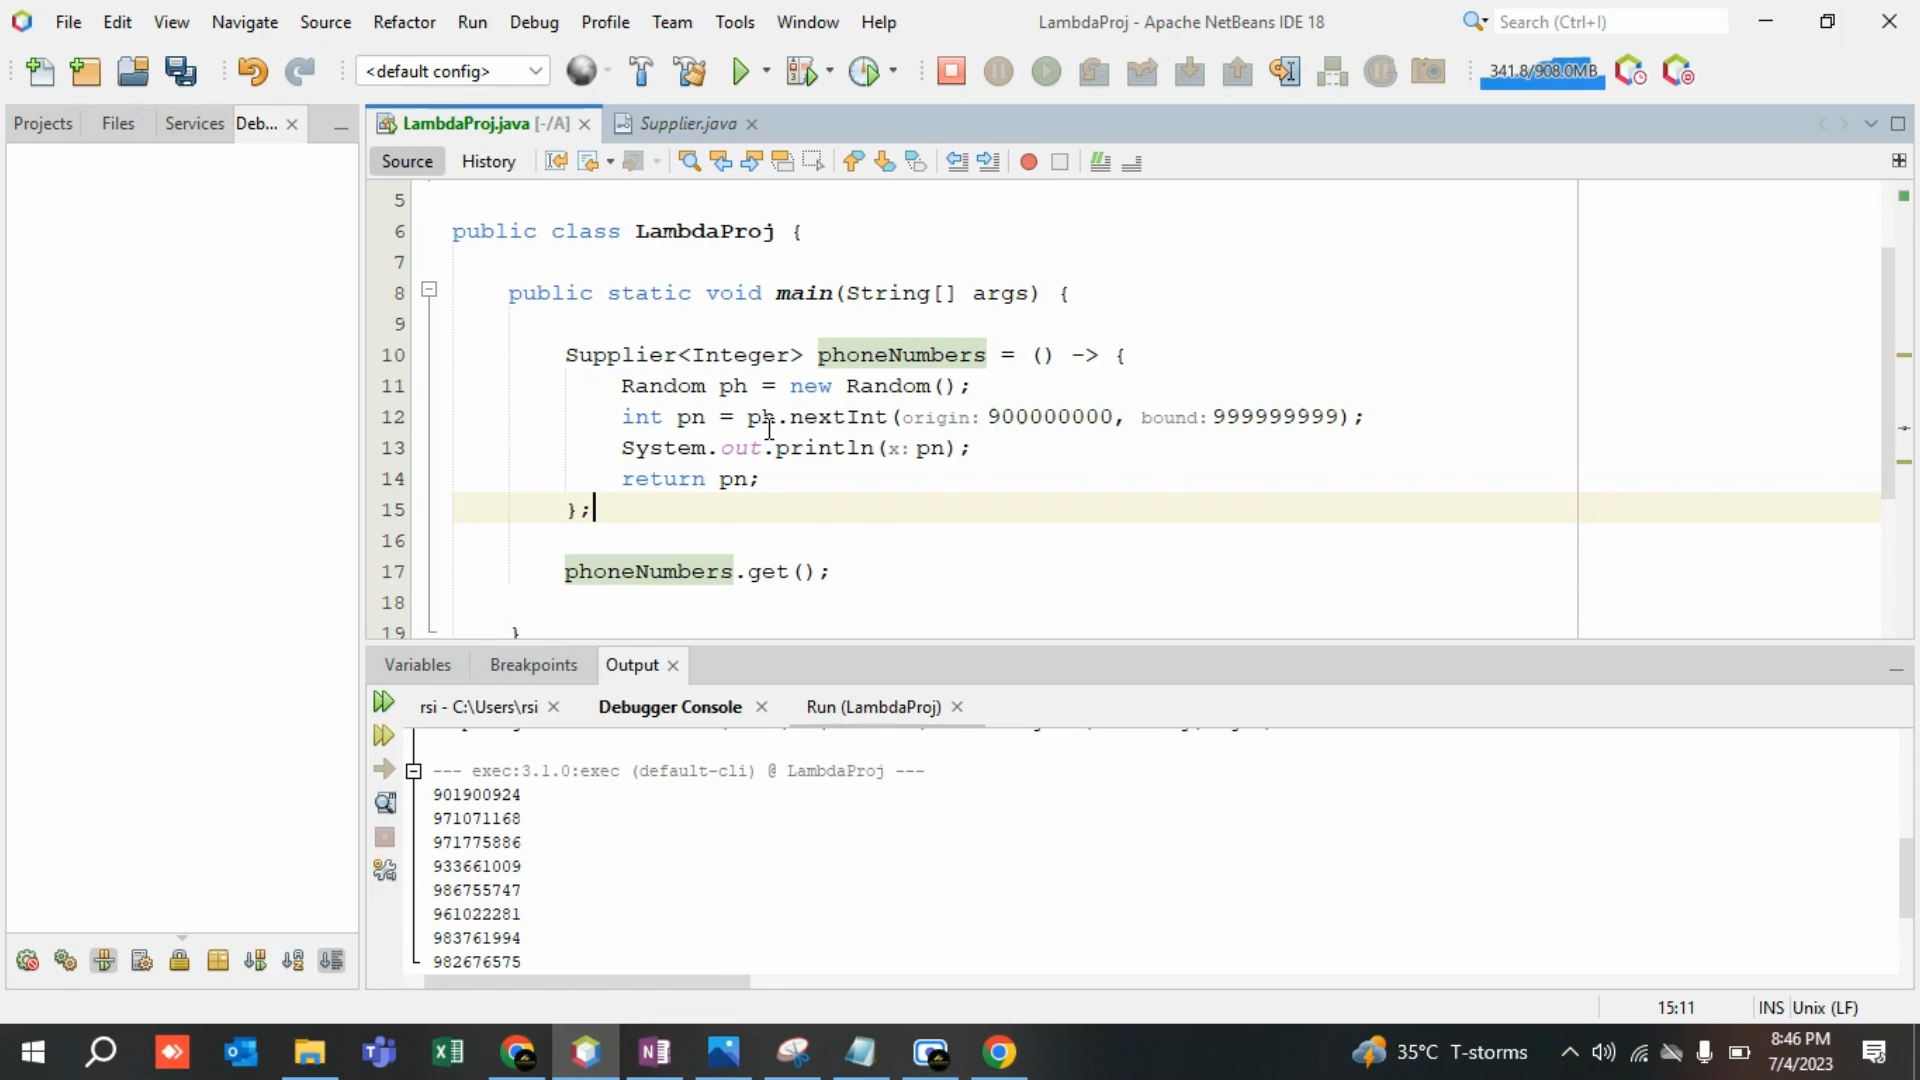 File Edit View Navigate Source Refactor Run Debug Profile Team Tools Window Help LambdaProj - Apache NetBeans IDE 18 Search (Ctrl+I)
<default config> 341.8/908.0MB
Projects Files Services Deb... LambdaProj.java [-/A] Supplier.java
Source History
5
6 public class LambdaProj {
7
8 public static void main(String[] args) {
9
10 Supplier<Integer> phoneNumbers = () -> {
11 Random ph = new Random();
12 int pn = ph.nextInt(origin: 900000000, bound: 999999999);
13 System.out.println(x: pn);
14 return pn;
15 };
16
17 phoneNumbers.get();
18
19 }
Variables Breakpoints Output
rsi - C:\Users\rsi Debugger Console Run (LambdaProj)
--- exec:3.1.0:exec (default-cli) @ LambdaProj ---
901900924
971071168
971775886
933661009
986755747
961022281
983761994
982676575
15:11 INS Unix (LF)
35°C T-storms 8:46 PM
7/4/2023